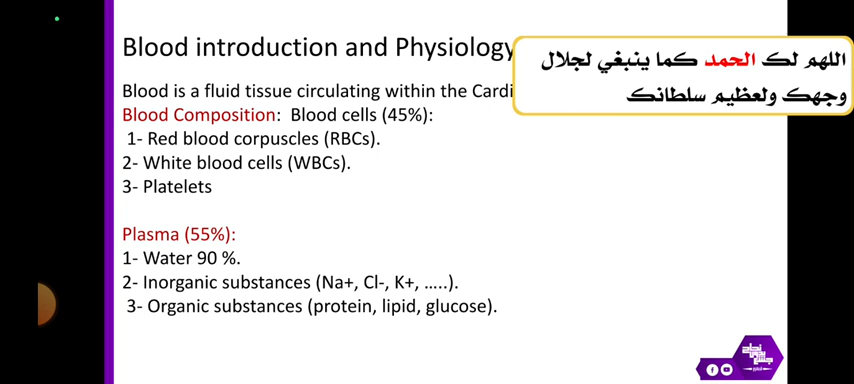 Blood introduction and Physiology
اللهم لك الحمد كما ينبغي لجلال
وجهك ولعظيم سلطانك
Blood is a fluid tissue circulating within the
Blood Composition: Blood cells (45%):
1- Red blood corpuscles (RBCs).
2- White blood cells (WBCs).
3- Platelets
Plasma (55%):
1- Water 90 %.
2- Inorganic substances (Na+, Cl-, K+, .....).
3- Organic substances (protein, lipid, glucose).